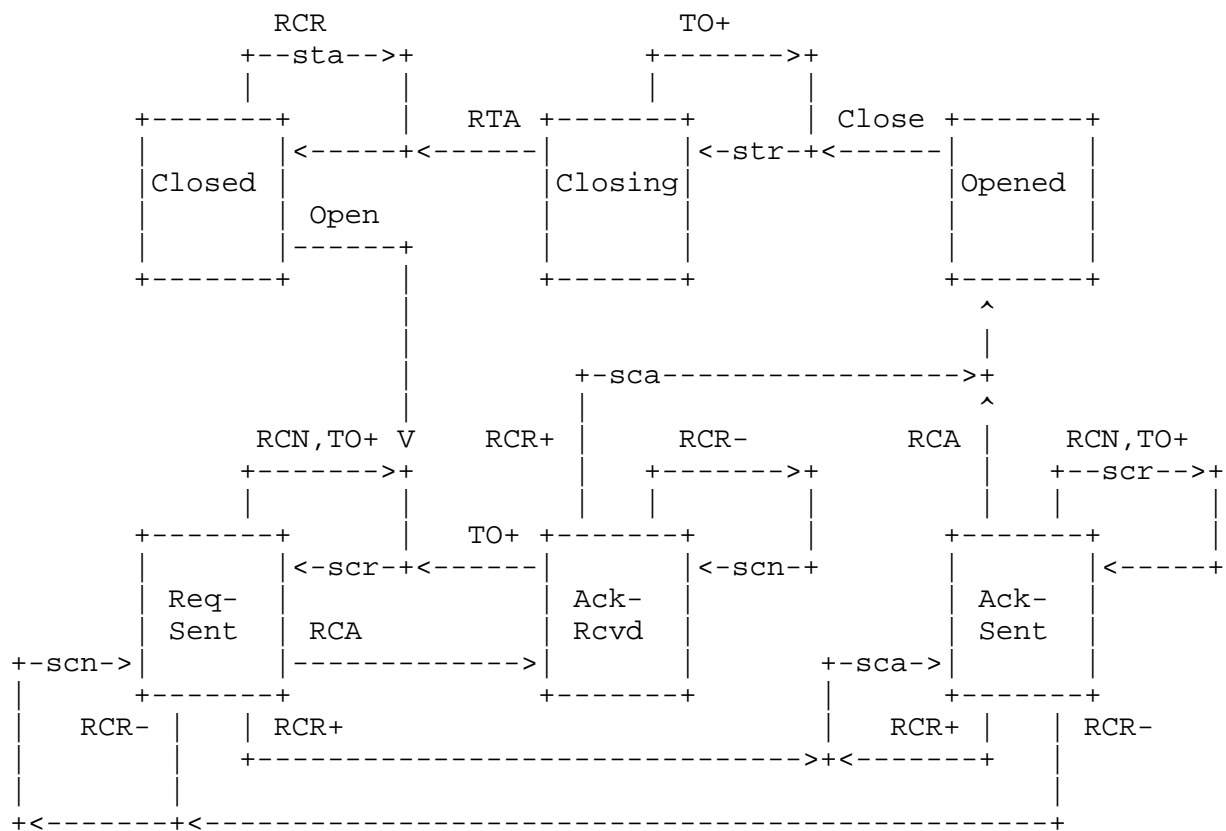 RCR TO+
sta
RTA Close
str
Closed Closing Opened
Open
sca
RCN,TO+ V RCR+ RCR- RCA RCN,TO+
scr
TO+
scr scn
Req- Ack- Ack-
Sent RCA Rcvd Sent
scn sca
RCR- RCR+ RCR+ RCR-